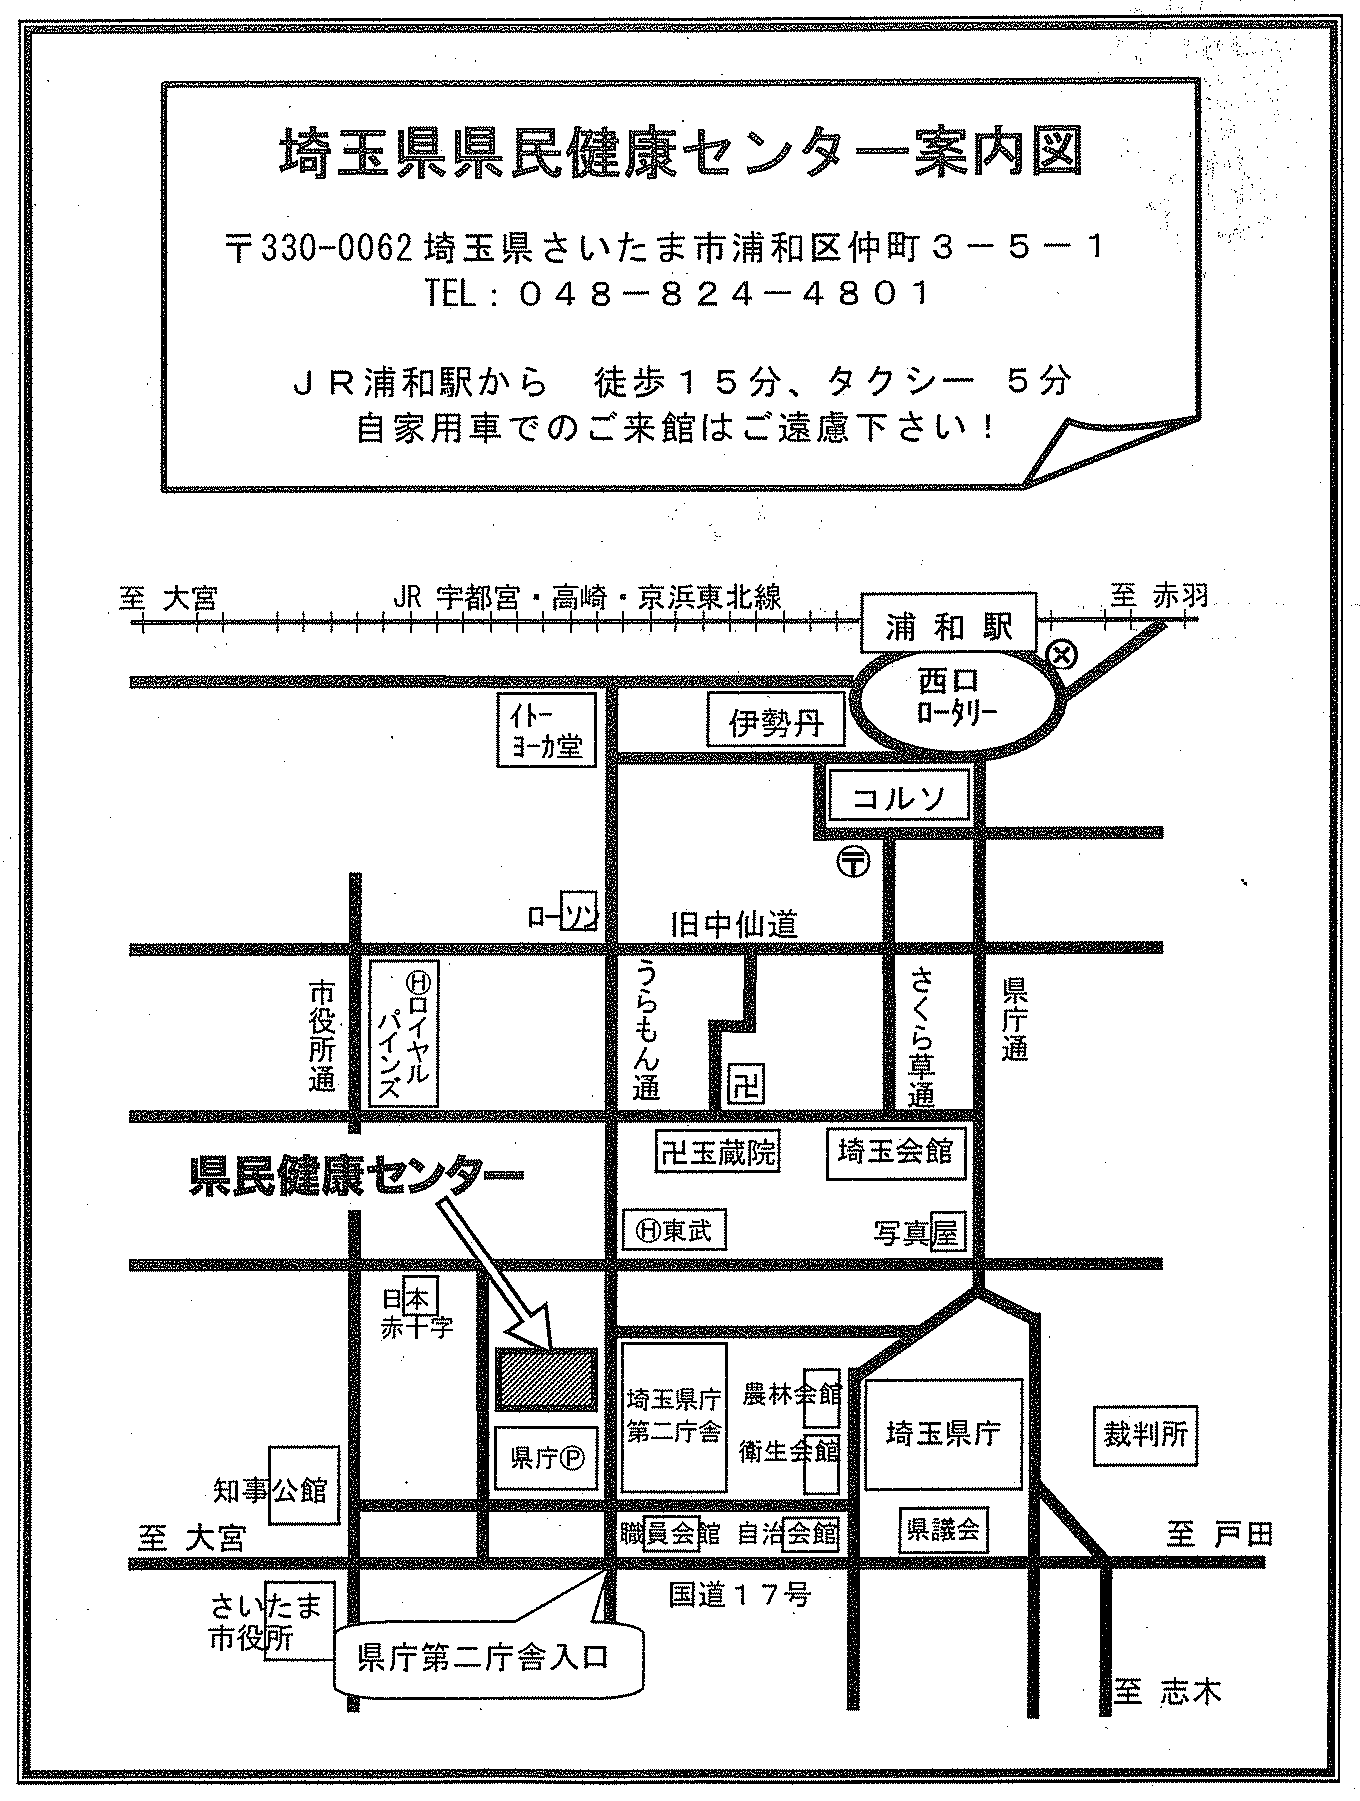 埼玉県県民健康センター案内図
〒330-0062 埼玉県さいたま市浦和区仲町３－５－１
TEL：０４８－８２４－４８０１
ＪＲ浦和駅から　徒歩１５分、タクシー ５分
自家用車でのご来館はご遠慮下さい！
至 大宮
JR 宇都宮・高崎・京浜東北線
至 赤羽
浦和駅
西口
ﾛｰﾀﾘｰ
ｲﾄｰ
ﾖｰｶ堂
伊勢丹
コルソ
〒
ローソン
旧中仙道
市役所通
Ⓗロイヤル
パインズ
うらもん通
さくら草通
県庁通
卍
卍玉蔵院
埼玉会館
県民健康センター
Ⓗ東武
写真屋
日本
赤十字
埼玉県庁
第二庁舎
農林会館
衛生会館
埼玉県庁
裁判所
県庁Ⓟ
知事公館
職員会館
自治会館
県議会
至 大宮
至 戸田
国道１７号
さいたま
市役所
県庁第二庁舎入口
至 志木